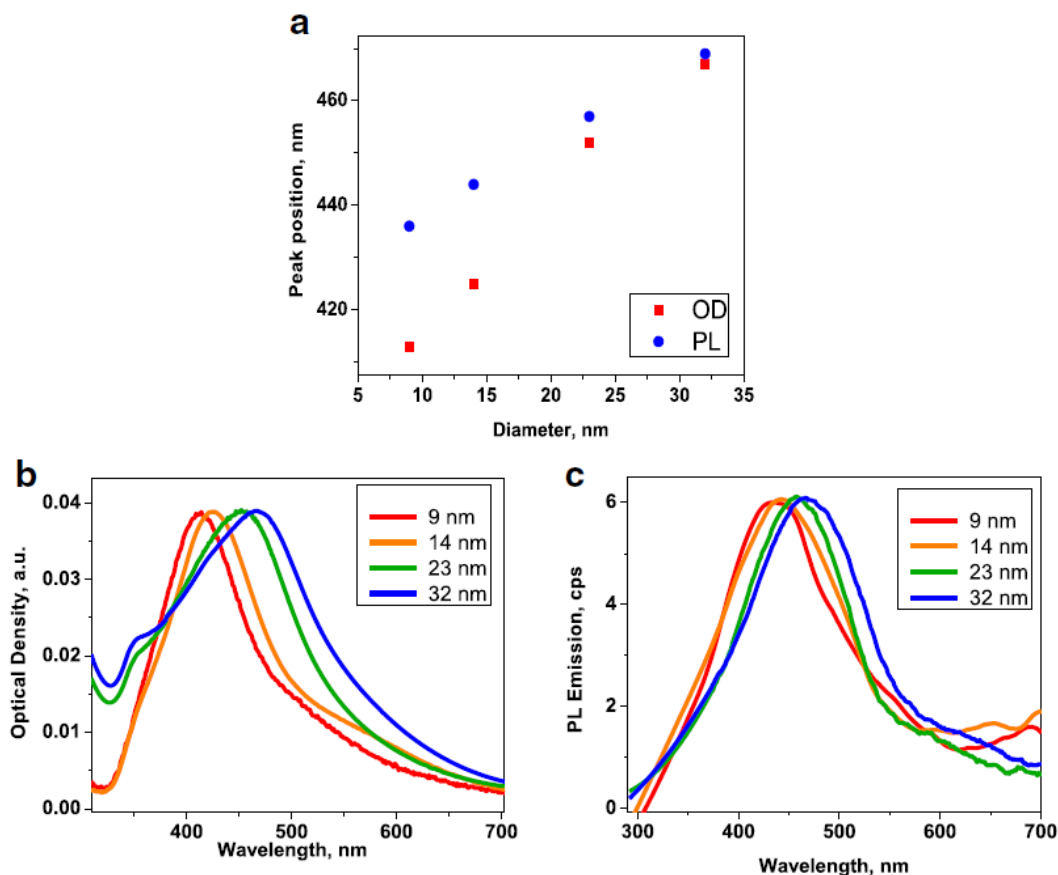 a
460
440
420
Peak position, nm
OD
PL
5 10 15 20 25 30 35
Diameter, nm
b
0.04
0.03
0.02
0.01
0.00
Optical Density, a.u.
9 nm
14 nm
23 nm
32 nm
400 500 600 700
Wavelength, nm
c
6
4
2
0
PL Emission, cps
9 nm
14 nm
23 nm
32 nm
300 400 500 600 700
Wavelength, nm